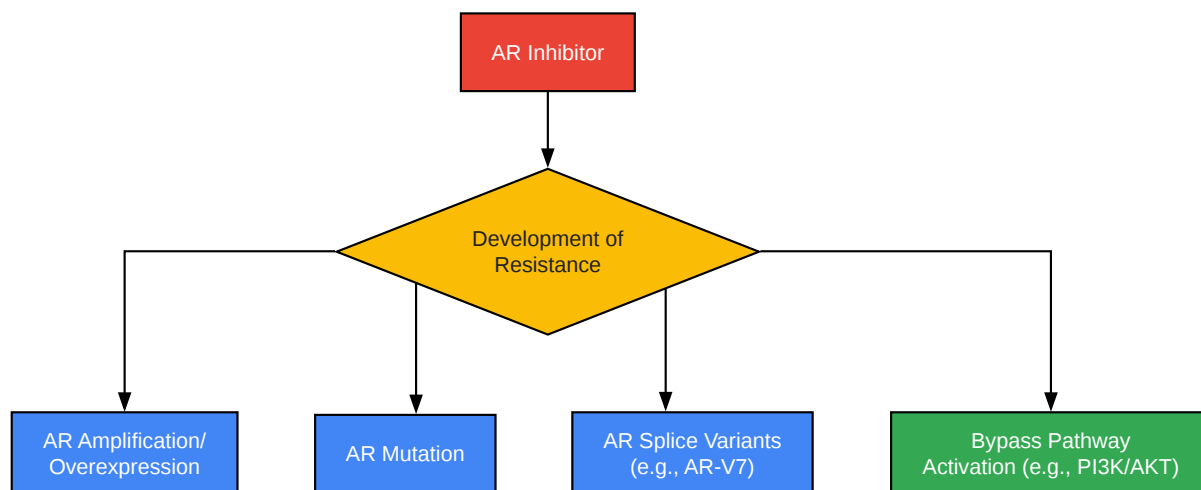 AR Inhibitor
Development of
Resistance
AR Amplification/
Overexpression
AR Mutation
AR Splice Variants
(e.g., AR-V7)
Bypass Pathway
Activation (e.g., PI3K/AKT)